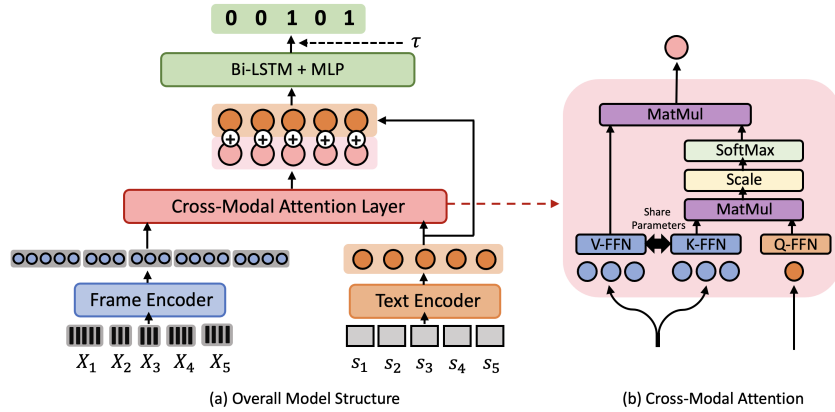 0 0 1 0 1
τ
Bi-LSTM + MLP
+ + + + +
Cross-Modal Attention Layer
Frame Encoder
Text Encoder
X₁ X₂ X₃ X₄ X₅
s₁ s₂ s₃ s₄ s₅
(a) Overall Model Structure
MatMul
SoftMax
Scale
MatMul
Share
Parameters
V-FFN K-FFN Q-FFN
(b) Cross-Modal Attention